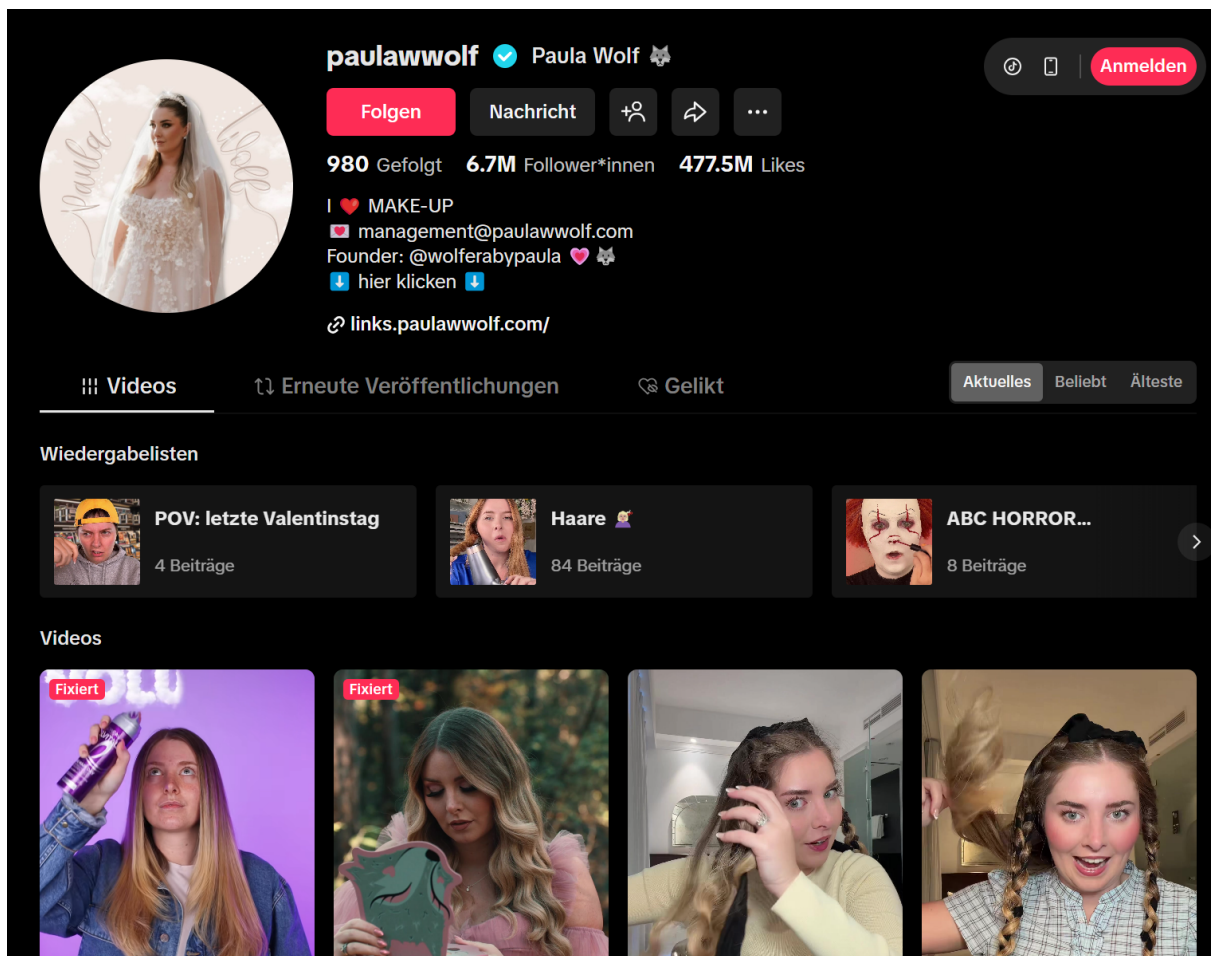 paulawwolf Paula Wolf 🐺
Anmelden
Folgen Nachricht ...
980 Gefolgt 6.7M Follower*innen 477.5M Likes
I ❤️ MAKE-UP
💌 management@paulawwolf.com
Founder: @wolferabypaula 💗 🐺
⬇️ hier klicken ⬇️
links.paulawwolf.com/
Paula Wolf
Videos Erneute Veröffentlichungen Gelikt
Aktuelles Beliebt Älteste
Wiedergabelisten
POV: letzte Valentinstag
4 Beiträge
Haare 💆🏼‍♀️
84 Beiträge
ABC HORROR...
8 Beiträge
Videos
Fixiert
Fixiert